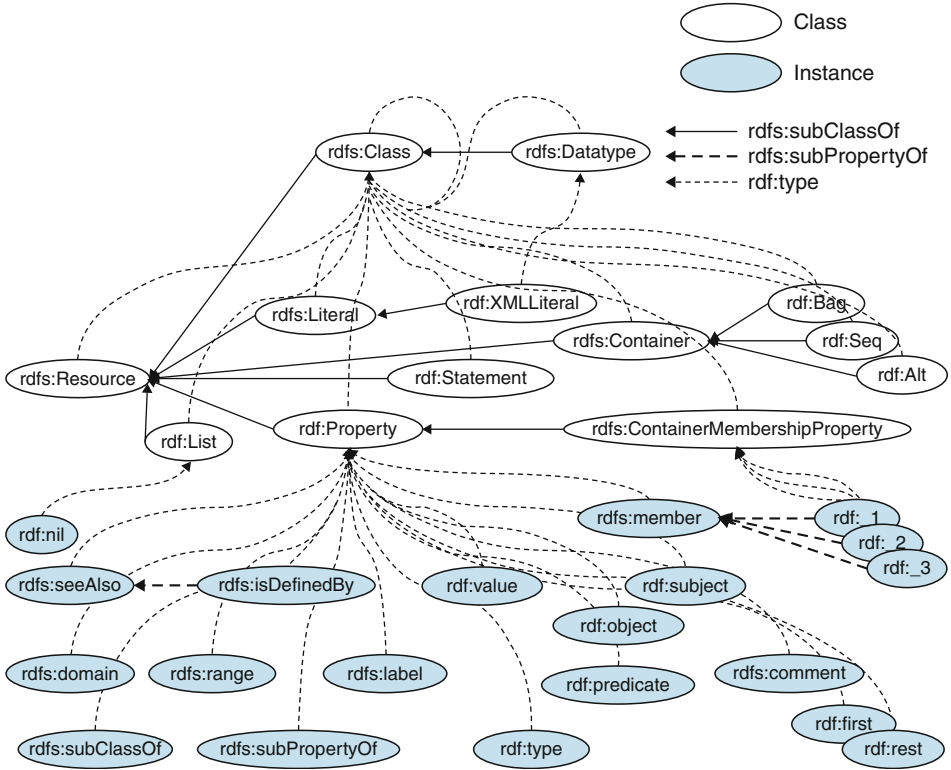 Class
Instance
rdfs:subClassOf
rdfs:subPropertyOf
rdf:type
rdfs:Class
rdfs:Datatype
rdfs:Literal
rdf:XMLLiteral
rdf:Bag
rdfs:Container
rdf:Seq
rdfs:Resource
rdf:Statement
rdf:Alt
rdf:List
rdf:Property
rdfs:ContainerMembershipProperty
rdf:nil
rdfs:member
rdf:_1
rdf:_2
rdf:_3
rdfs:seeAlso
rdfs:isDefinedBy
rdf:value
rdf:subject
rdf:object
rdfs:domain
rdfs:range
rdfs:label
rdf:predicate
rdfs:comment
rdf:first
rdfs:subClassOf
rdfs:subPropertyOf
rdf:type
rdf:rest